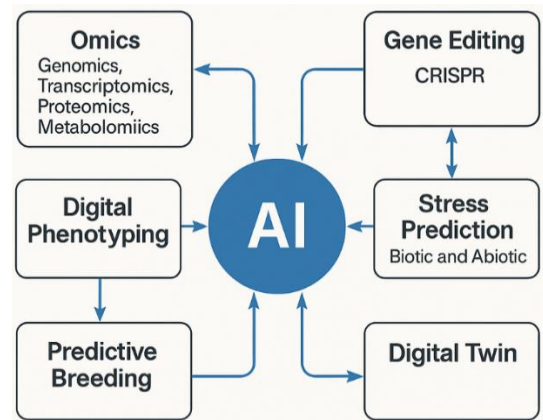 Omics
Genomics,
Transcriptomics,
Proteomics,
Metabolomiics
Gene Editing
CRISPR
AI
Digital
Phenotyping
Stress
Prediction
Biotic and Abiotic
Predictive
Breeding
Digital Twin